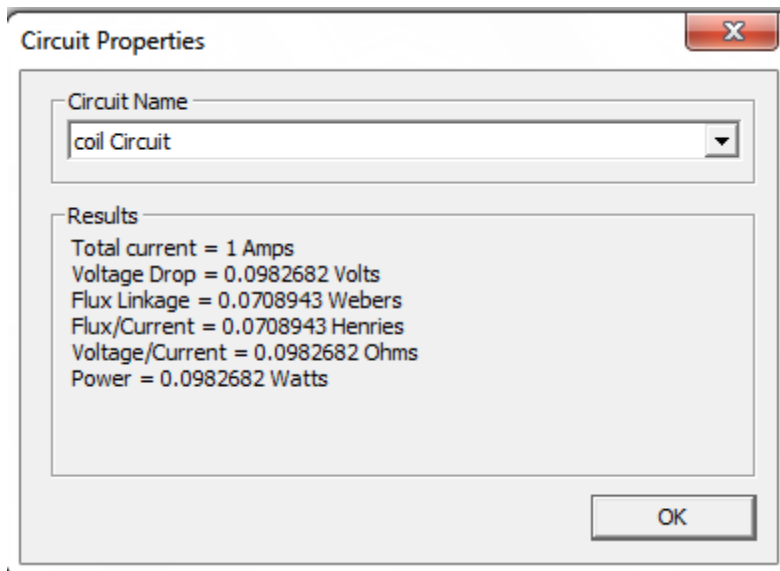 Circuit Properties
X
Circuit Name
coil Circuit
Results
Total current = 1 Amps
Voltage Drop = 0.0982682 Volts
Flux Linkage = 0.0708943 Webers
Flux/Current = 0.0708943 Henries
Voltage/Current = 0.0982682 Ohms
Power = 0.0982682 Watts
OK